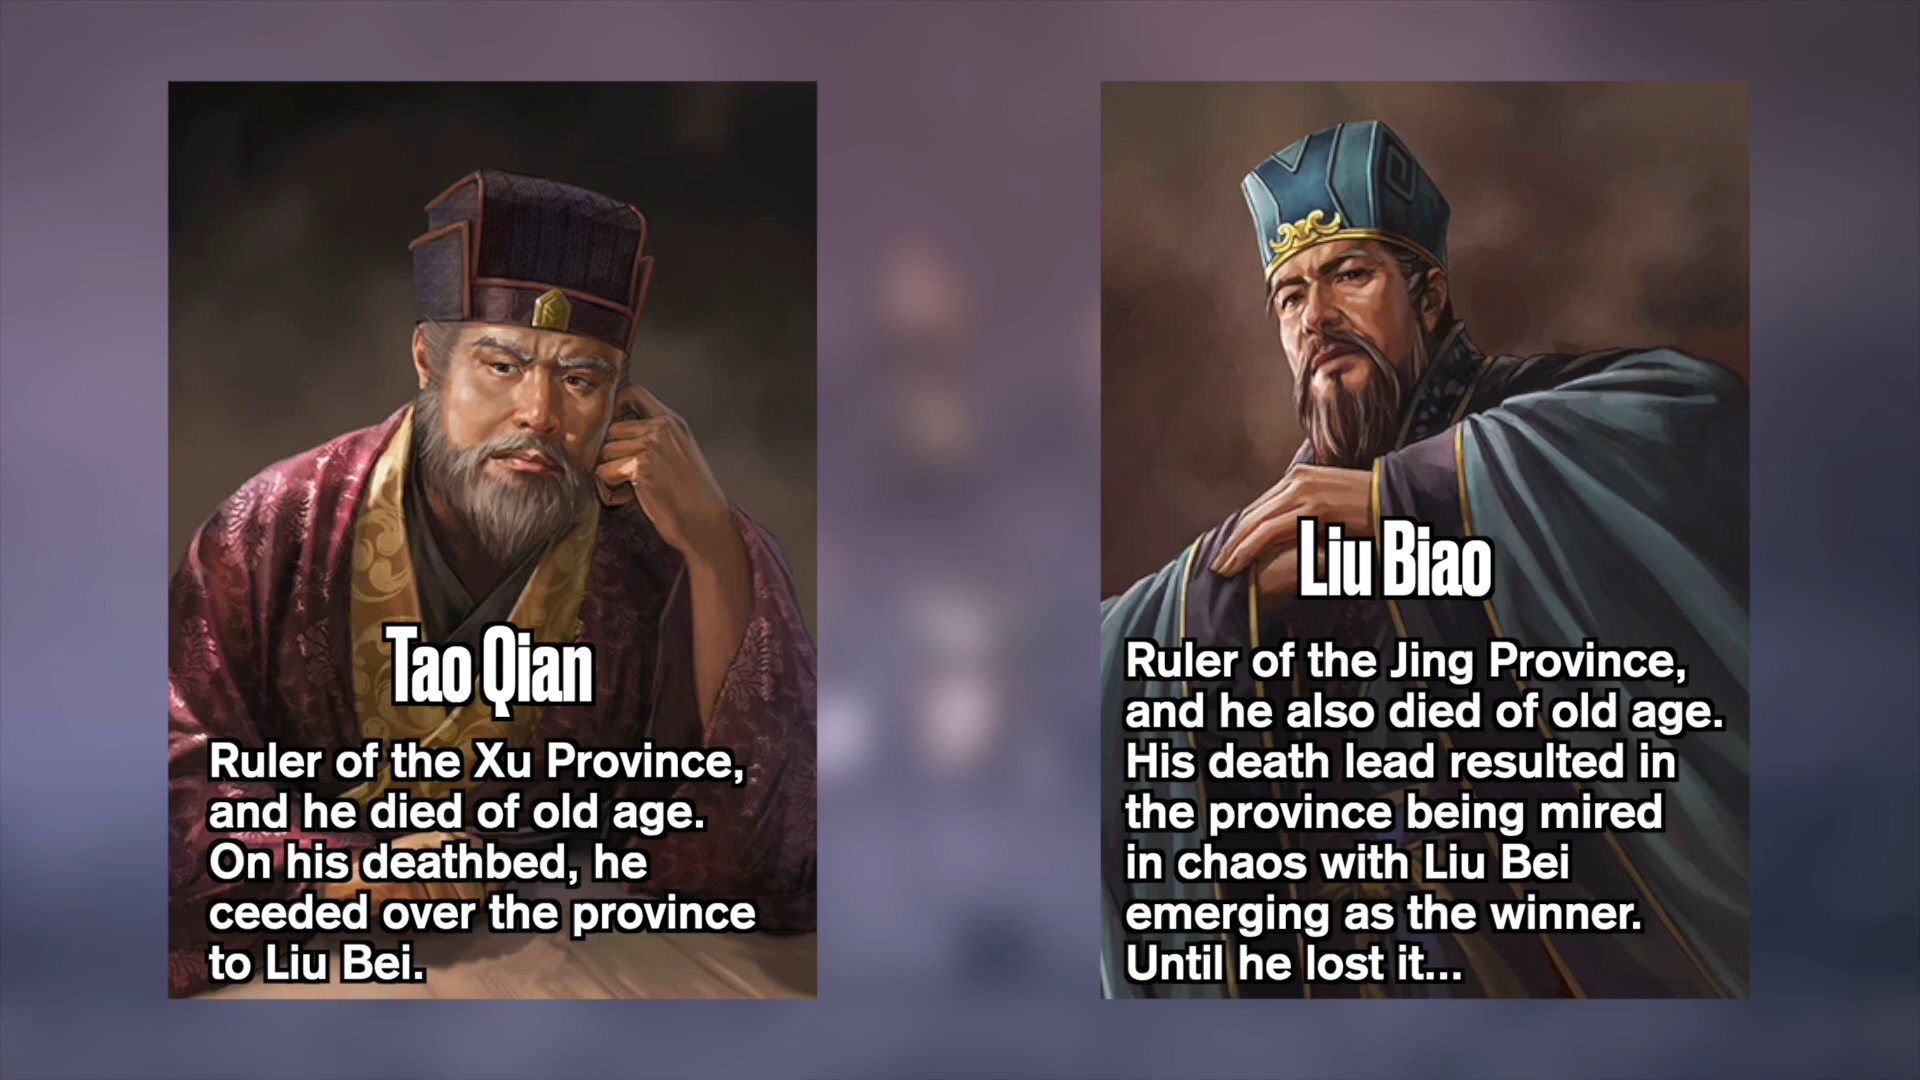 Tao Qian
Ruler of the Xu Province,
and he died of old age.
On his deathbed, he
ceeded over the province
to Liu Bei.
Liu Biao
Ruler of the Jing Province,
and he also died of old age.
His death lead resulted in
the province being mired
in chaos with Liu Bei
emerging as the winner.
Until he lost it...